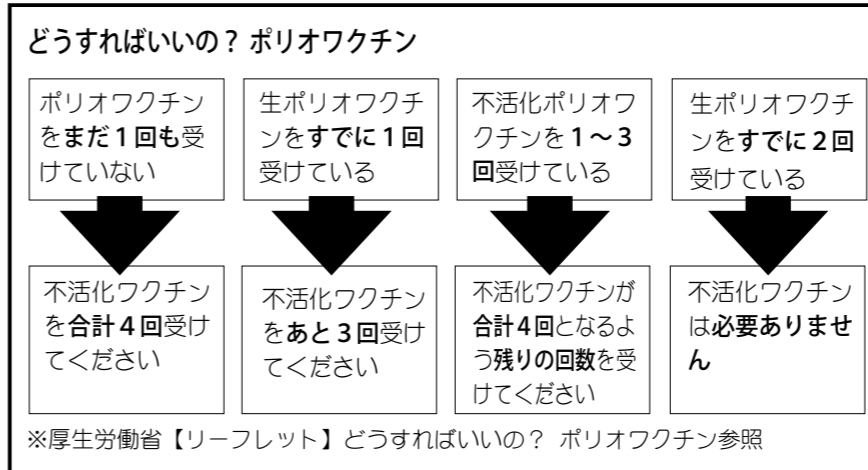 どうすればいいの？ ポリオワクチン
ポリオワクチン
をまだ１回も受
けていない
生ポリオワクチ
ンをすでに１回
受けている
不活化ポリオワ
クチンを１～３
回受けている
生ポリオワクチ
ンをすでに２回
受けている
不活化ワクチン
を合計４回受け
てください
不活化ワクチン
をあと３回受け
てください
不活化ワクチンが
合計４回となるよ
う残りの回数を受
けてください
不活化ワクチン
は必要ありませ
ん
※厚生労働省【リーフレット】どうすればいいの？ ポリオワクチン参照